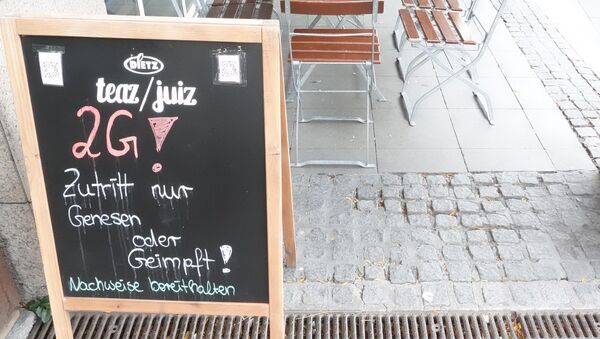 DIETZ
teaz/juiz
2G!
Zutritt nur
Genesen
oder
Geimpft!
Nachweise bereithalten